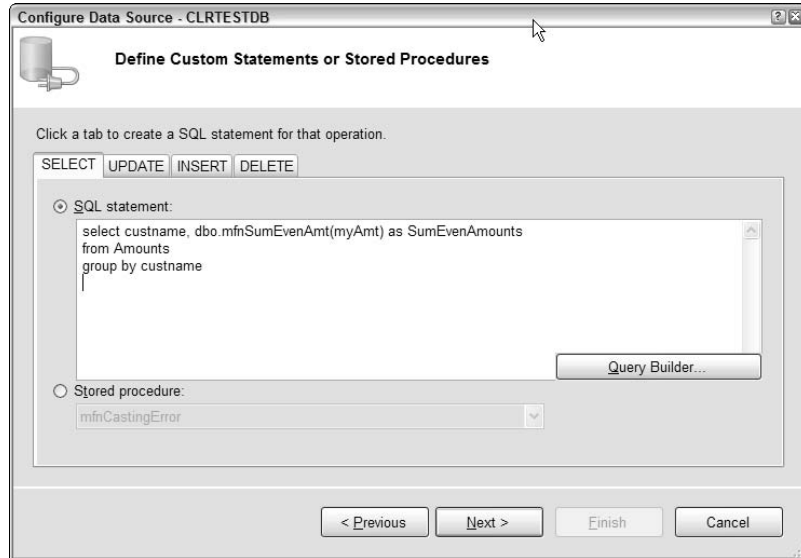 Configure Data Source - CLRTESTDB
Define Custom Statements or Stored Procedures
Click a tab to create a SQL statement for that operation.
SELECT UPDATE INSERT DELETE
SQL statement:
select custname, dbo.mfnSumEvenAmt(myAmt) as SumEvenAmounts
from Amounts
group by custname
Query Builder...
Stored procedure:
mfnCastingError
< Previous Next > Finish Cancel